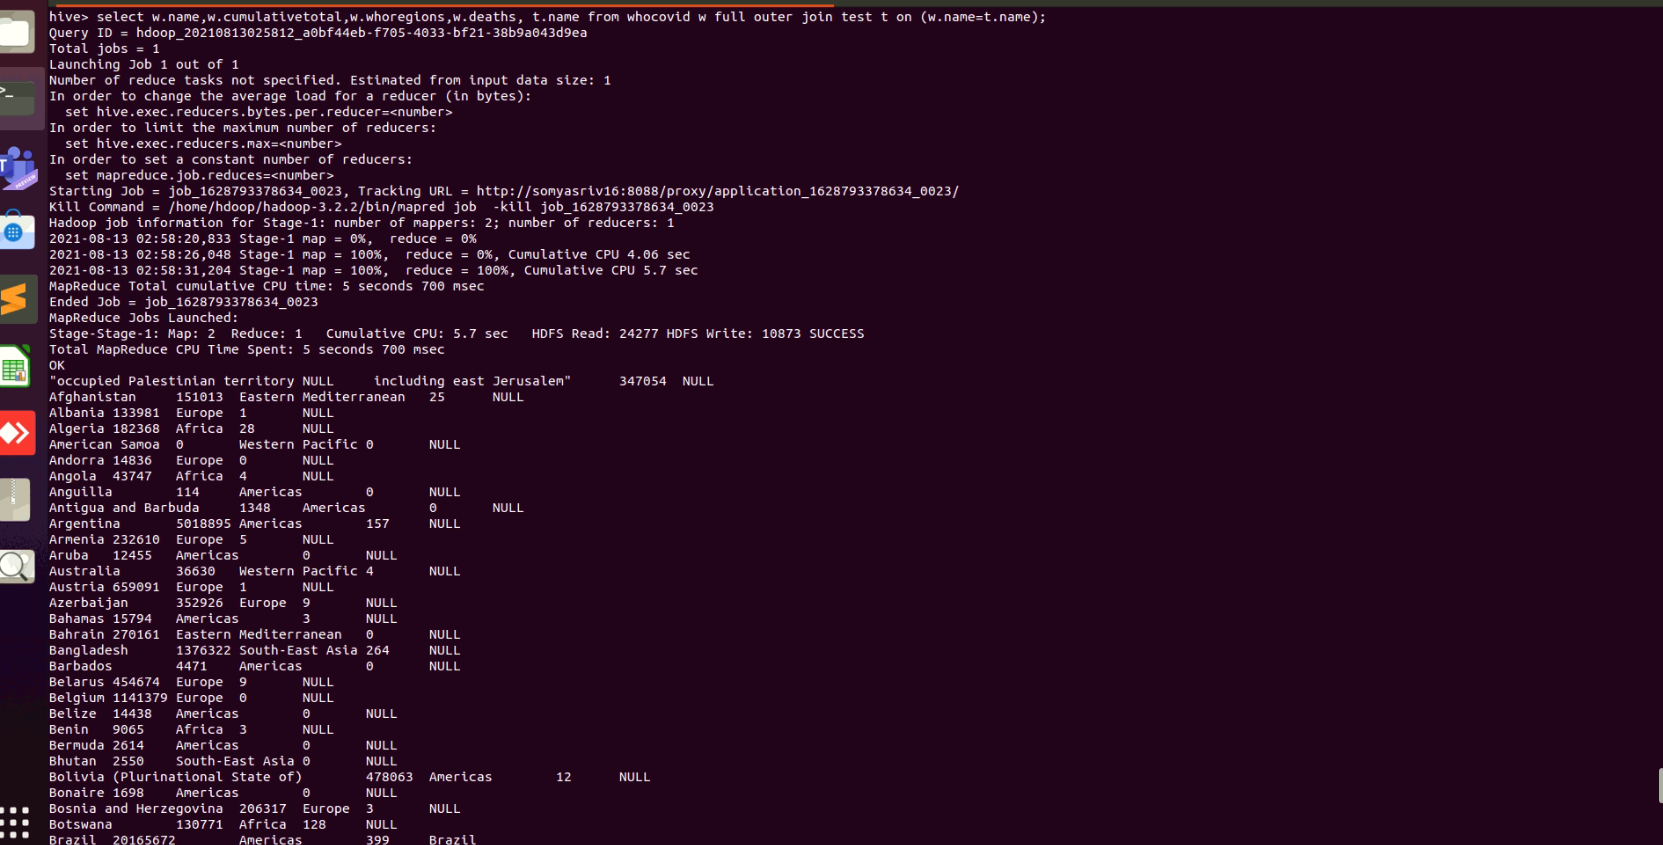 hive> select w.name,w.cumulativetotal,w.whoregions,w.deaths, t.name from whocovid w full outer join test t on (w.name=t.name);
Query ID = hdoop_20210813025812_a0bf44eb-f705-4033-bf21-38b9a043d9ea
Total jobs = 1
Launching Job 1 out of 1
Number of reduce tasks not specified. Estimated from input data size: 1
In order to change the average load for a reducer (in bytes):
  set hive.exec.reducers.bytes.per.reducer=<number>
In order to limit the maximum number of reducers:
  set hive.exec.reducers.max=<number>
In order to set a constant number of reducers:
  set mapreduce.job.reduces=<number>
Starting Job = job_1628793378634_0023, Tracking URL = http://somyasriv16:8088/proxy/application_1628793378634_0023/
Kill Command = /home/hdoop/hadoop-3.2.2/bin/mapred job  -kill job_1628793378634_0023
Hadoop job information for Stage-1: number of mappers: 2; number of reducers: 1
2021-08-13 02:58:20,833 Stage-1 map = 0%,  reduce = 0%
2021-08-13 02:58:26,048 Stage-1 map = 100%,  reduce = 0%, Cumulative CPU 4.06 sec
2021-08-13 02:58:31,204 Stage-1 map = 100%,  reduce = 100%, Cumulative CPU 5.7 sec
MapReduce Total cumulative CPU time: 5 seconds 700 msec
Ended Job = job_1628793378634_0023
MapReduce Jobs Launched:
Stage-Stage-1: Map: 2  Reduce: 1   Cumulative CPU: 5.7 sec   HDFS Read: 24277 HDFS Write: 10873 SUCCESS
Total MapReduce CPU Time Spent: 5 seconds 700 msec
OK
"occupied Palestinian territory NULL     including east Jerusalem"      347054  NULL
Afghanistan     151013  Eastern Mediterranean   25      NULL
Albania 133981  Europe  1       NULL
Algeria 182368  Africa  28      NULL
American Samoa  0       Western Pacific 0       NULL
Andorra 14836   Europe  0       NULL
Angola  43747   Africa  4       NULL
Anguilla        114     Americas        0       NULL
Antigua and Barbuda     1348    Americas        0       NULL
Argentina       5018895 Americas        157     NULL
Armenia 232610  Europe  5       NULL
Aruba   12455   Americas        0       NULL
Australia       36630   Western Pacific 4       NULL
Austria 659091  Europe  1       NULL
Azerbaijan      352926  Europe  9       NULL
Bahamas 15794   Americas        3       NULL
Bahrain 270161  Eastern Mediterranean   0       NULL
Bangladesh      1376322 South-East Asia 264     NULL
Barbados        4471    Americas        0       NULL
Belarus 454674  Europe  9       NULL
Belgium 1141379 Europe  0       NULL
Belize  14438   Americas        0       NULL
Benin   9065    Africa  3       NULL
Bermuda 2614    Americas        0       NULL
Bhutan  2550    South-East Asia 0       NULL
Bolivia (Plurinational State of)        478063  Americas        12      NULL
Bonaire 1698    Americas        0       NULL
Bosnia and Herzegovina  206317  Europe  3       NULL
Botswana        130771  Africa  128     NULL
Brazil  20165672        Americas        399     Brazil